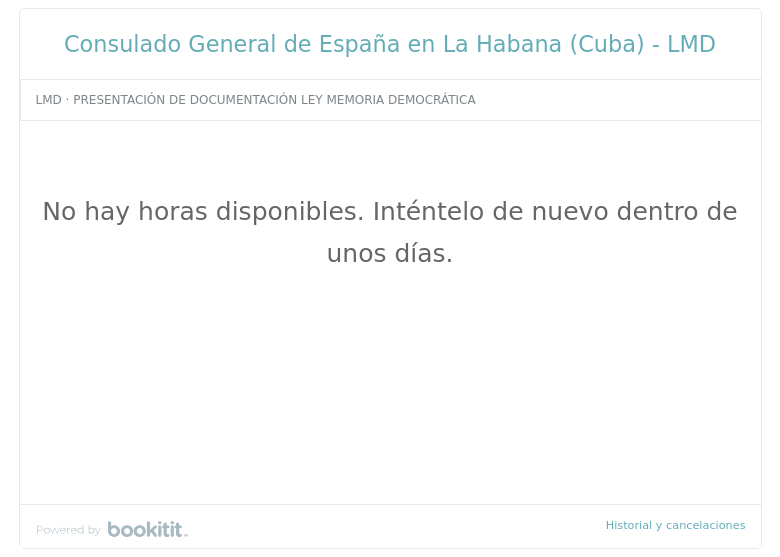 Consulado General de España en La Habana (Cuba) - LMD
LMD · PRESENTACIÓN DE DOCUMENTACIÓN LEY MEMORIA DEMOCRÁTICA
No hay horas disponibles. Inténtelo de nuevo dentro de
unos días.
Powered by bookitit™
Historial y cancelaciones